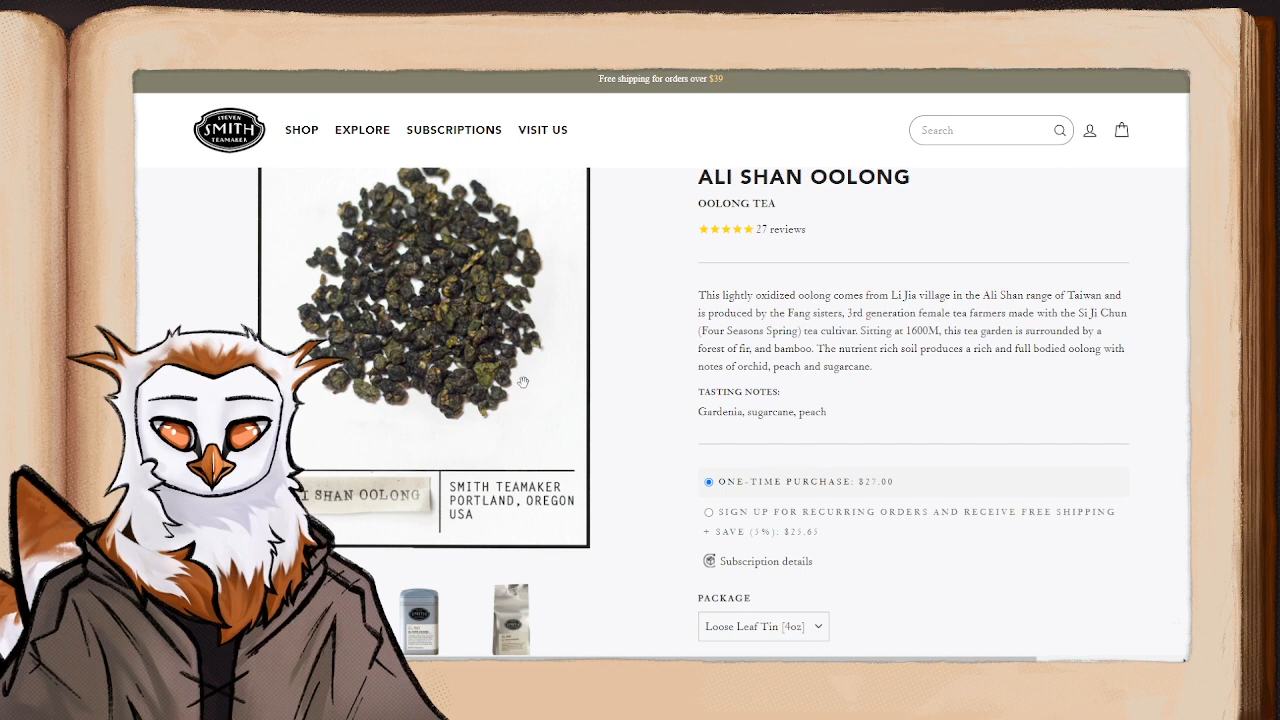 Free shipping for orders over $39
STEVEN
SMITH
TEAMAKER
SHOP EXPLORE SUBSCRIPTIONS VISIT US
Search
ALI SHAN OOLONG
OOLONG TEA
27 reviews
This lightly oxidized oolong comes from Li Jia village in the Ali Shan range of Taiwan and
is produced by the Fang sisters, 3rd generation female tea farmers made with the Si Ji Chun
(Four Seasons Spring) tea cultivar. Sitting at 1600M, this tea garden is surrounded by a
forest of fir, and bamboo. The nutrient rich soil produces a rich and full bodied oolong with
notes of orchid, peach and sugarcane.
TASTING NOTES:
Gardenia, sugarcane, peach
ONE-TIME PURCHASE: $27.00
SIGN UP FOR RECURRING ORDERS AND RECEIVE FREE SHIPPING
+ SAVE (5%): $25.65
Subscription details
PACKAGE
Loose Leaf Tin [4oz]
I SHAN OOLONG
SMITH TEAMAKER
PORTLAND, OREGON
USA